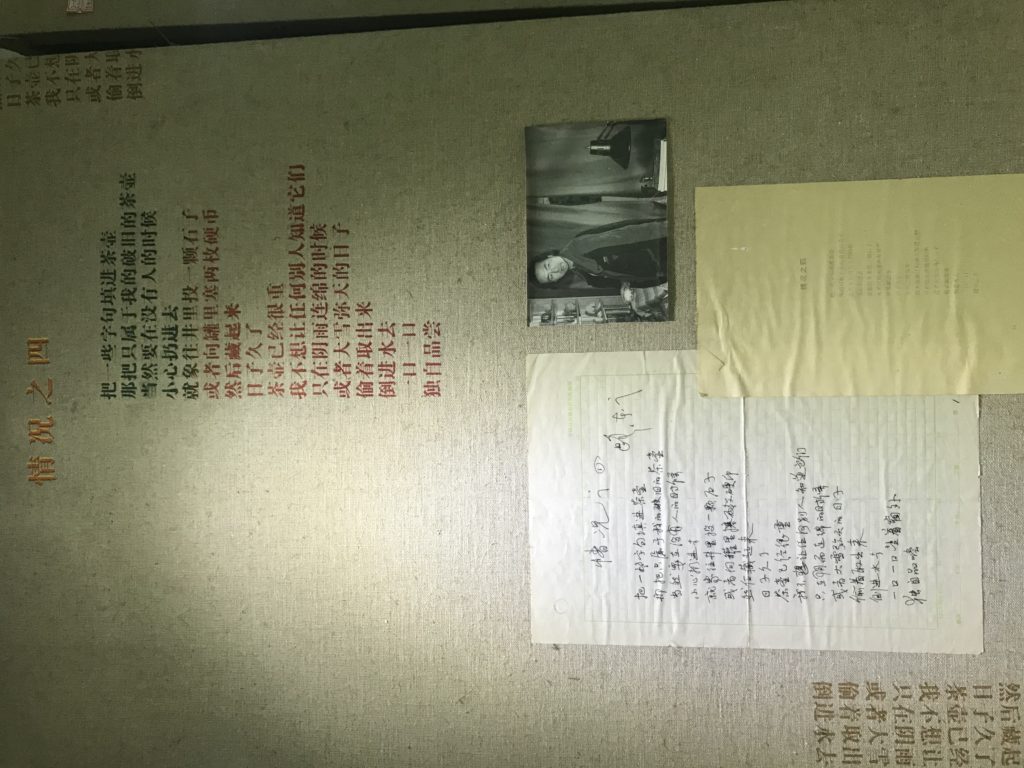 情况之四
把一些字句填进茶壶
那把只属于我的破旧的茶壶
当然要在没有人的时候
小心扔进去
就象往井里投一颗石子
或者向罐里塞两枚硬币
然后藏起来
日子久了
茶壶已经很重
我不想让任何别人知道它们
只在阴雨连绵的时候
或者大雪弥天的日子
偷着取出来
倒进水去
一口一口
独自品尝
日子久
茶壶已
我不想
只在阴
或者大
偷着取
倒进水
情况之四
把一些字句填进茶壶
那把只属于我的破旧的茶壶
当然要在没有人的时候
小心扔进去
就象往井里投一颗石子
或者向罐里塞两枚硬币
然后藏起来
日子久了
茶壶已经很重
我不想让任何别人知道它们
只在阴雨连绵的时候
或者大雪弥天的日子
偷着取出来
倒进水去
一口一口望着窗外
独自品尝
情况之四
倒进水去
偷着取出
或者大雪
只在阴雨
我不想让
茶壶已经
日子久了
然后藏起